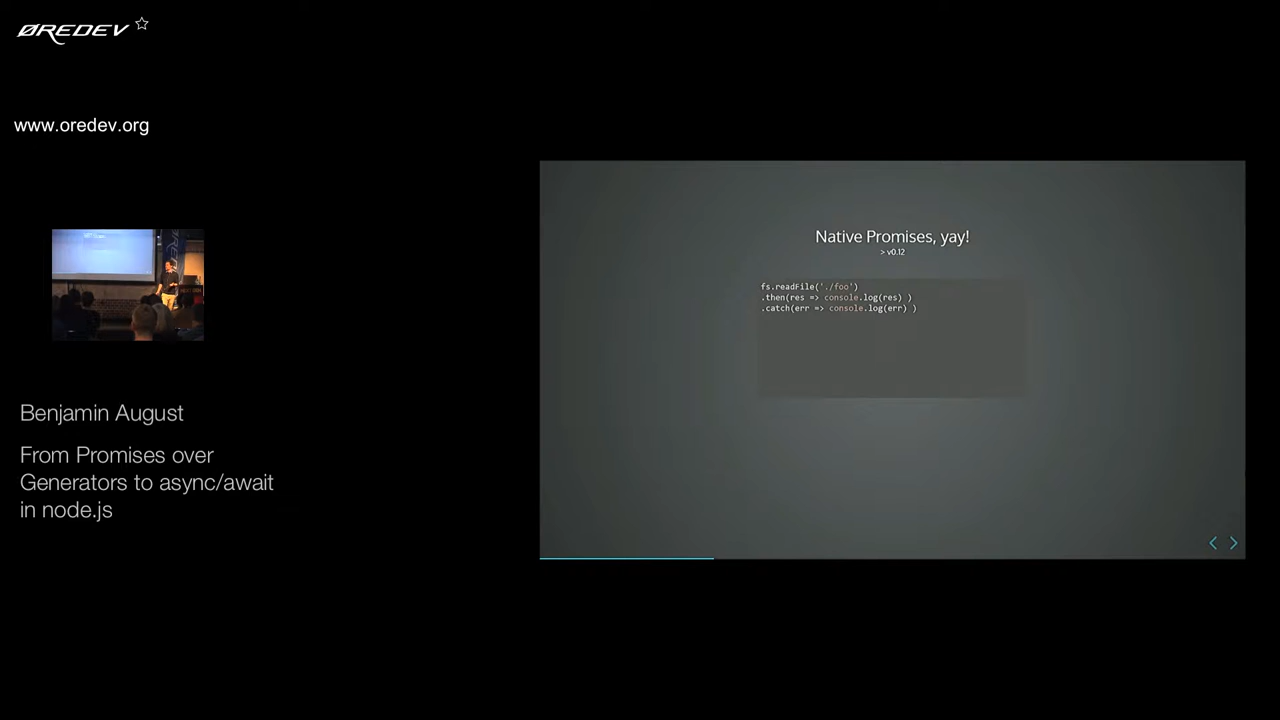 ØREDEV
www.oredev.org
Native Promises, yay!
> v0.12
fs.readFile('./foo')
.then(res => console.log(res) )
.catch(err => console.log(err) )
Benjamin August
From Promises over
Generators to async/await
in node.js